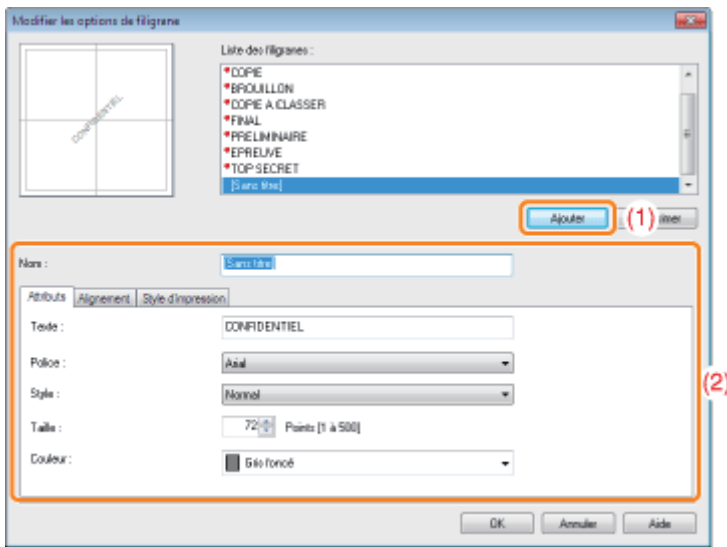 Modifier les options de filigrane
Liste des filigranes :
CONFIDENTIEL
*COPIE
*BROUILLON
*COPIE A CLASSER
*FINAL
*PRELIMINAIRE
*EPREUVE
*TOP SECRET
[Sans titre]
Ajouter (1) imer
Nom : [Sans titre]
Attributs Alignement Style d'impression
Texte : CONFIDENTIEL
Police : Arial
(2)
Style : Normal
Taille : 72 Points [1 à 500]
Couleur : Gris foncé
OK Annuler Aide